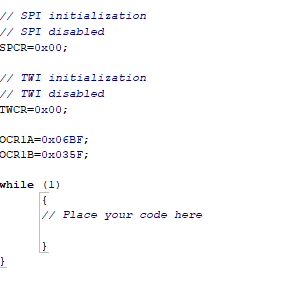 // SPI initialization
// SPI disabled
SPCR=0x00;
// TWI initialization
// TWI disabled
TWCR=0x00;
OCR1A=0x06BF;
OCR1B=0x035F;
while (1)
{
// Place your code here
}
}